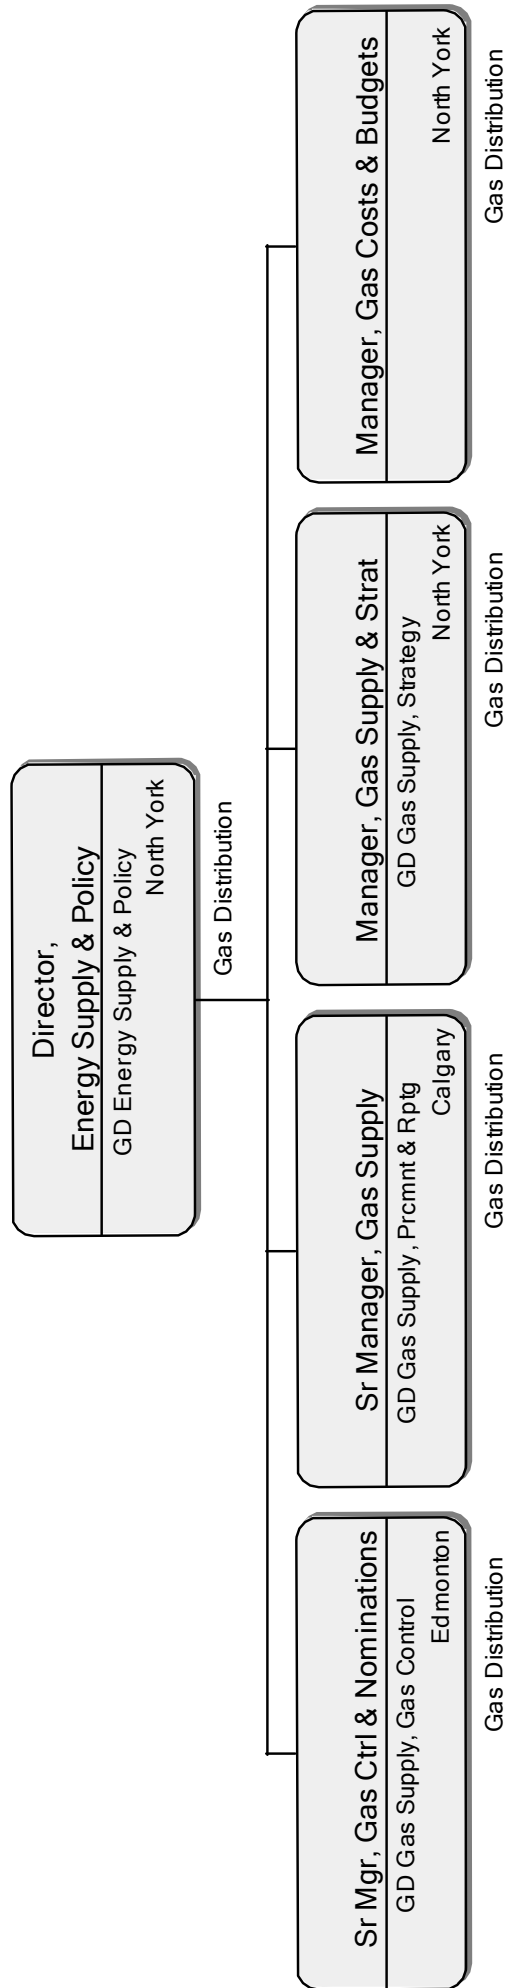 Director,
Energy Supply & Policy
GD Energy Supply & Policy
North York
Gas Distribution
Sr Mgr, Gas Ctrl & Nominations
GD Gas Supply, Gas Control
Edmonton
Gas Distribution
Sr Manager, Gas Supply
GD Gas Supply, Prcmnt & Rptg
Calgary
Gas Distribution
Manager, Gas Supply & Strat
GD Gas Supply, Strategy
North York
Gas Distribution
Manager, Gas Costs & Budgets
North York
Gas Distribution